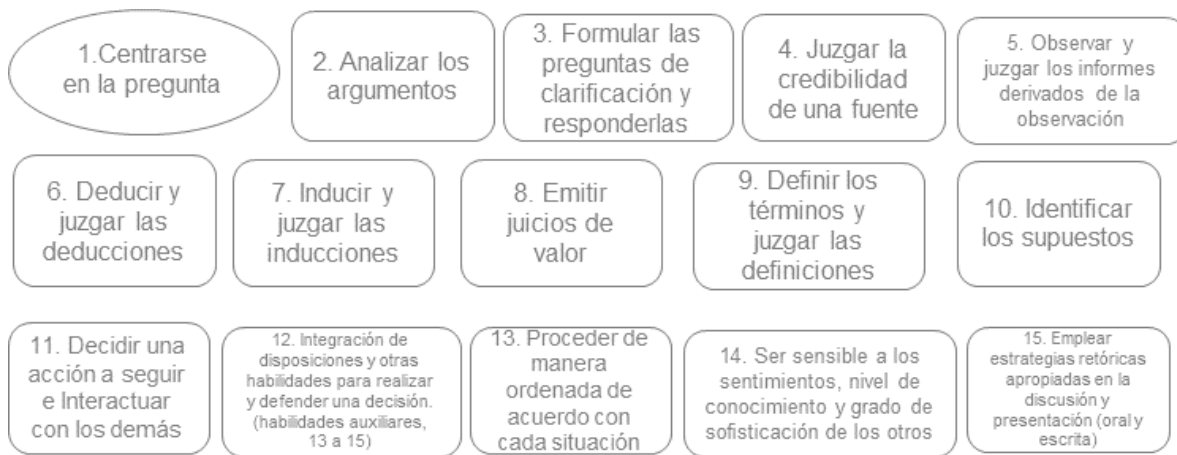 1.Centrarse
en la pregunta
2. Analizar los
argumentos
3. Formular las
preguntas de
clarificación y
responderlas
4. Juzgar la
credibilidad
de una fuente
5. Observar y
juzgar los informes
derivados de la
observación
6. Deducir y
juzgar las
deducciones
7. Inducir y
juzgar las
inducciones
8. Emitir
juicios de
valor
9. Definir los
términos y
juzgar las
definiciones
10. Identificar
los supuestos
11. Decidir una
acción a seguir
e Interactuar
con los demás
12. Integración de
disposiciones y otras
habilidades para realizar
y defender una decisión.
(habilidades auxiliares,
13 a 15)
13. Proceder de
manera
ordenada de
acuerdo con
cada situación
14. Ser sensible a los
sentimientos, nivel de
conocimiento y grado de
sofisticación de los otros
15. Emplear
estrategias retóricas
apropiadas en la
discusión y
presentación (oral y
escrita)